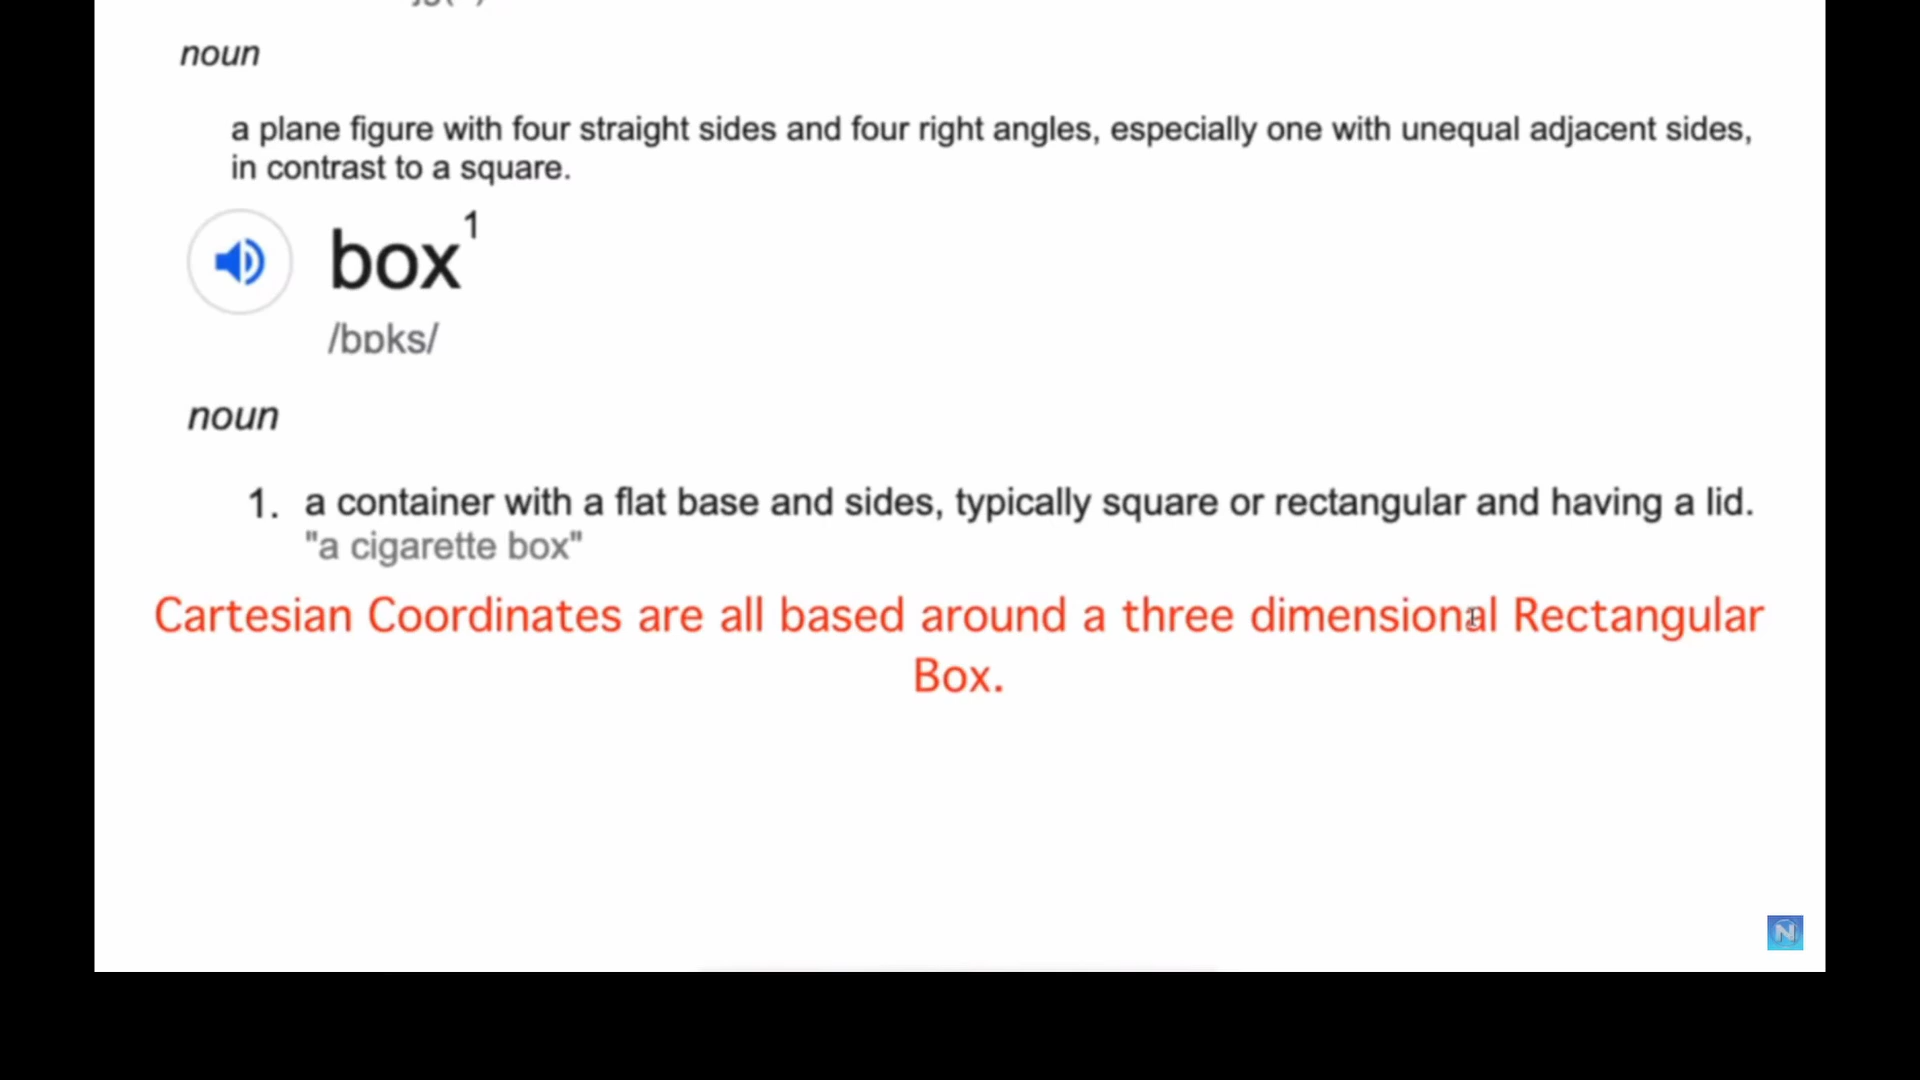 noun
a plane figure with four straight sides and four right angles, especially one with unequal adjacent sides,
in contrast to a square.
box1
/bɒks/
noun
1. a container with a flat base and sides, typically square or rectangular and having a lid.
"a cigarette box"
Cartesian Coordinates are all based around a three dimensional Rectangular
Box.
N